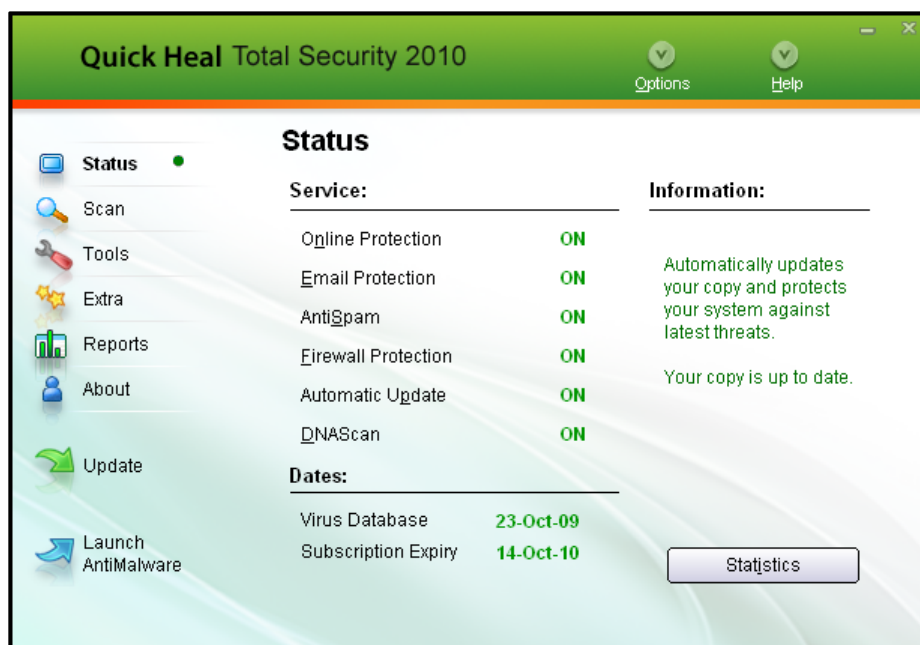 Quick Heal Total Security 2010
Options
Help
Status
Scan
Tools
Extra
Reports
About
Update
Launch
AntiMalware
Status
Service:
Online Protection ON
Email Protection ON
AntiSpam ON
Firewall Protection ON
Automatic Update ON
DNAScan ON
Dates:
Virus Database 23-Oct-09
Subscription Expiry 14-Oct-10
Information:
Automatically updates
your copy and protects
your system against
latest threats.
Your copy is up to date.
Statistics